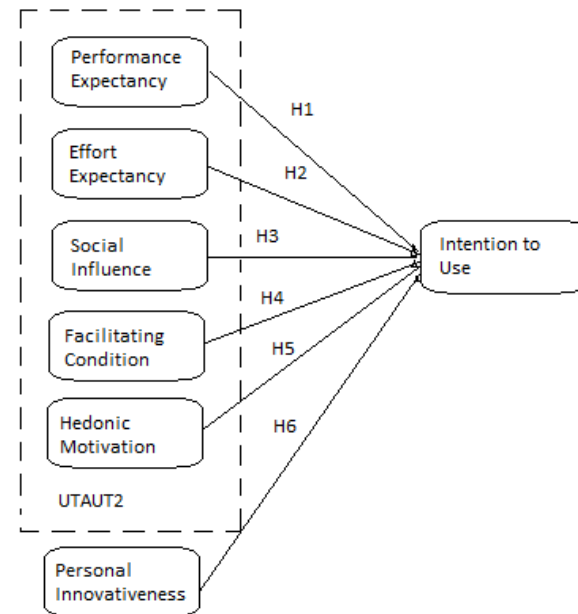 Performance
Expectancy
H1
Effort
Expectancy
H2
Social
Influence
H3
Intention to
Use
Facilitating
Condition
H4
Hedonic
Motivation
H5
H6
UTAUT2
Personal
Innovativeness